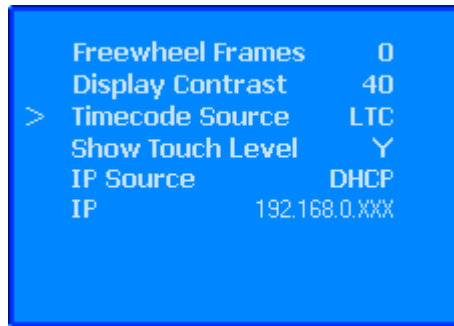 Freewheel Frames 0
Display Contrast 40
> Timecode Source LTC
Show Touch Level Y
IP Source DHCP
IP 192.168.0.XXX